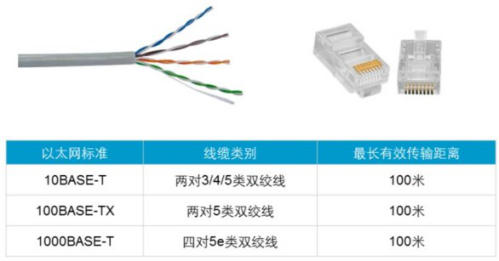 以太网标准 线缆类别 最长有效传输距离
10BASE-T 两对3/4/5类双绞线 100米
100BASE-TX 两对5类双绞线 100米
1000BASE-T 四对5e类双绞线 100米